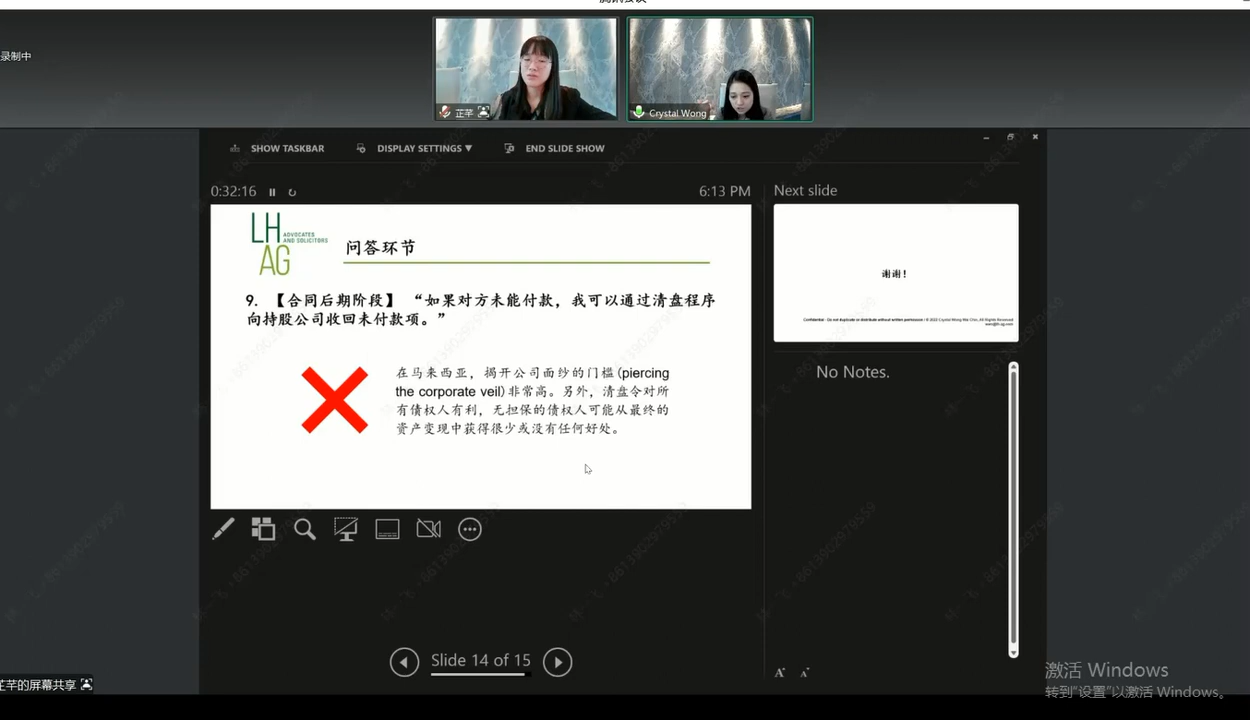 录制中
芷芊
Crystal Wong
SHOW TASKBAR
DISPLAY SETTINGS
END SLIDE SHOW
0:32:16
6:13 PM
Next slide
LH ADVOCATES
AND SOLICITORS
AG
问答环节
9. 【合同后期阶段】 “如果对方未能付款，我可以通过清盘程序
向持股公司收回未付款项。”
在马来西亚，揭开公司面纱的门槛(piercing
the corporate veil)非常高。另外，清盘令对所
有债权人有利，无担保的债权人可能从最终的
资产变现中获得很少或没有任何好处。
谢谢！
No Notes.
Slide 14 of 15
芷芊的屏幕共享
激活 Windows
转到“设置”以激活 Windows。